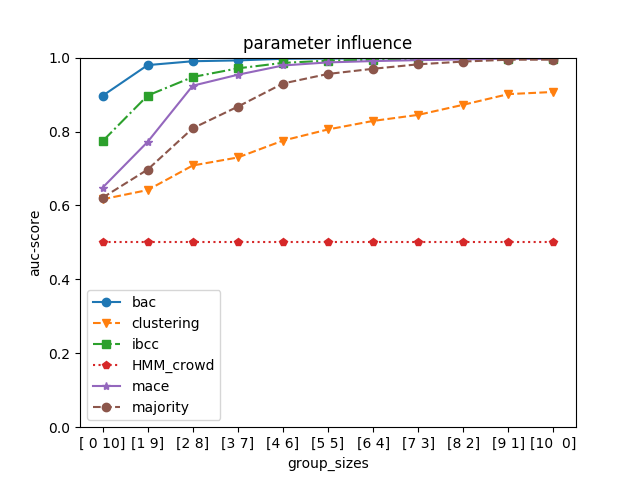 parameter influence
1.0
0.8
0.6
0.4
0.2
0.0
auc-score
bac
clustering
ibcc
HMM_crowd
mace
majority
[ 0 10] [1 9] [2 8] [3 7] [4 6] [5 5] [6 4] [7 3] [8 2] [9 1] [10  0]
group_sizes